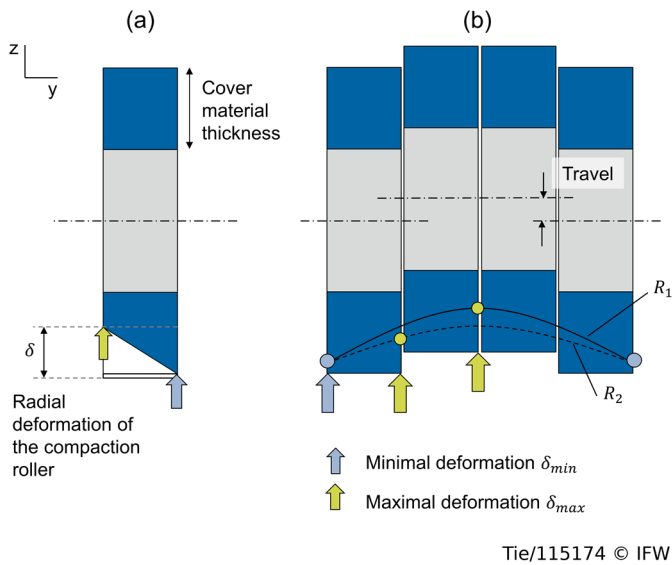 (a)
(b)
z
y
Cover
material
thickness
Travel
δ
R₁
R₂
Radial
deformation of
the compaction
roller
Minimal deformation δₘᵢₙ
Maximal deformation δₘₐₓ
Tie/115174 © IFW